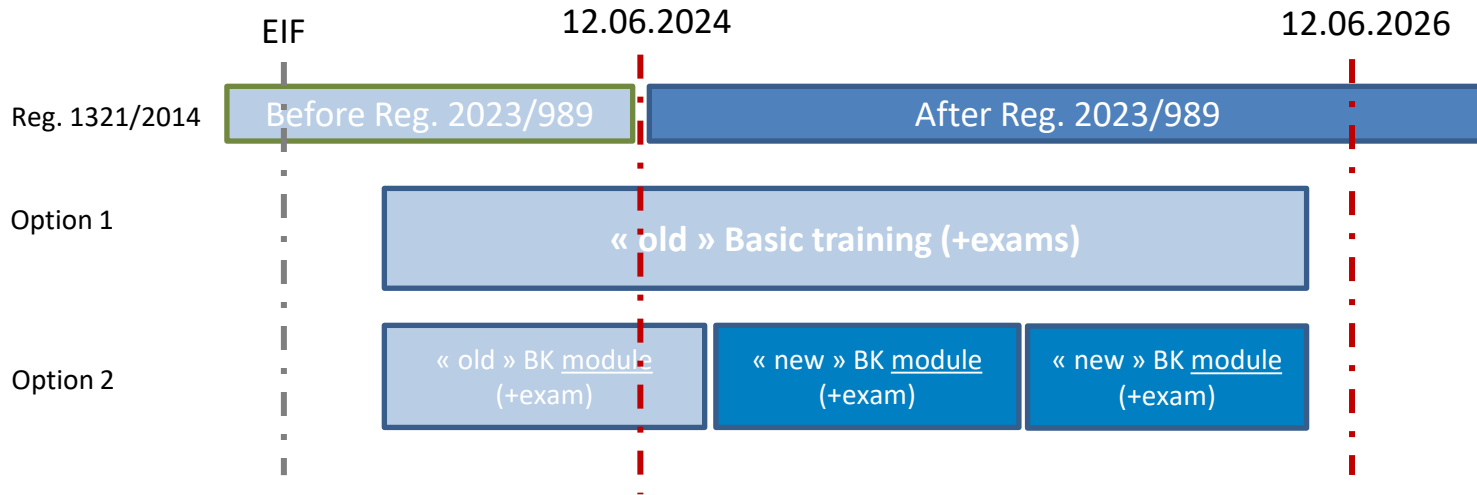 EIF
12.06.2024
12.06.2026
Reg. 1321/2014
Before Reg. 2023/989
After Reg. 2023/989
Option 1
« old » Basic training (+exams)
Option 2
« old » BK module
(+exam)
« new » BK module
(+exam)
« new » BK module
(+exam)